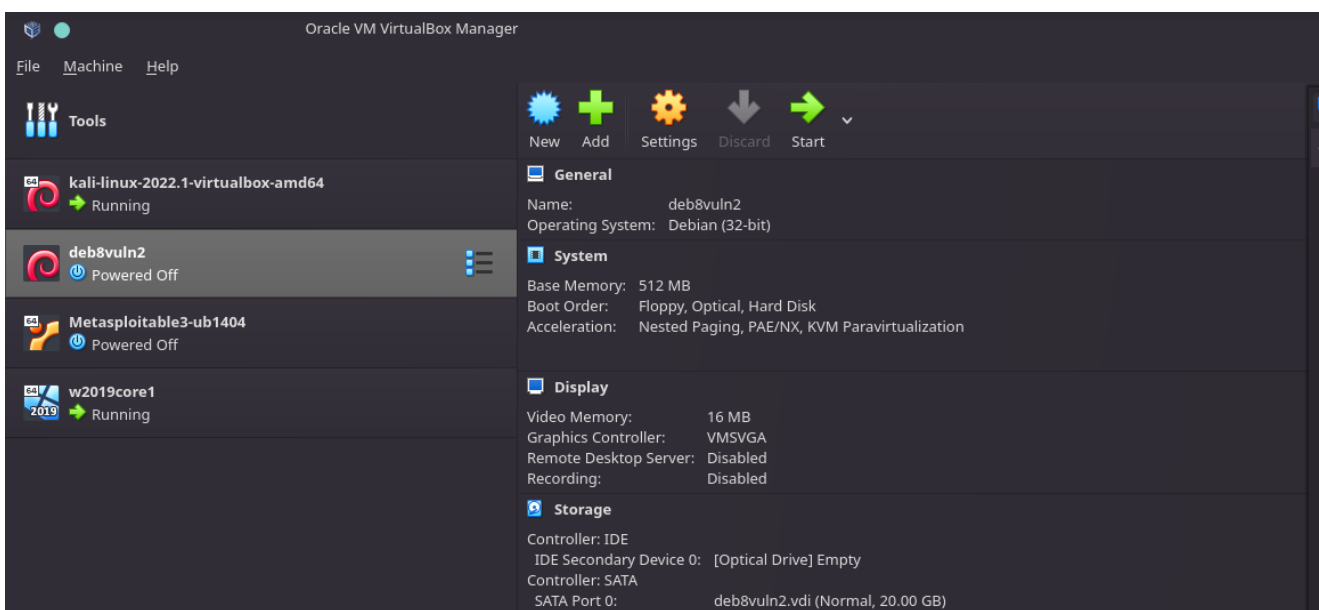 Oracle VM VirtualBox Manager
File Machine Help
Tools
64
kali-linux-2022.1-virtualbox-amd64
Running
deb8vuln2
Powered Off
64
Metasploitable3-ub1404
Powered Off
64
2019
w2019core1
Running
New Add Settings Discard Start
General
Name: deb8vuln2
Operating System: Debian (32-bit)
System
Base Memory: 512 MB
Boot Order: Floppy, Optical, Hard Disk
Acceleration: Nested Paging, PAE/NX, KVM Paravirtualization
Display
Video Memory: 16 MB
Graphics Controller: VMSVGA
Remote Desktop Server: Disabled
Recording: Disabled
Storage
Controller: IDE
IDE Secondary Device 0: [Optical Drive] Empty
Controller: SATA
SATA Port 0: deb8vuln2.vdi (Normal, 20.00 GB)